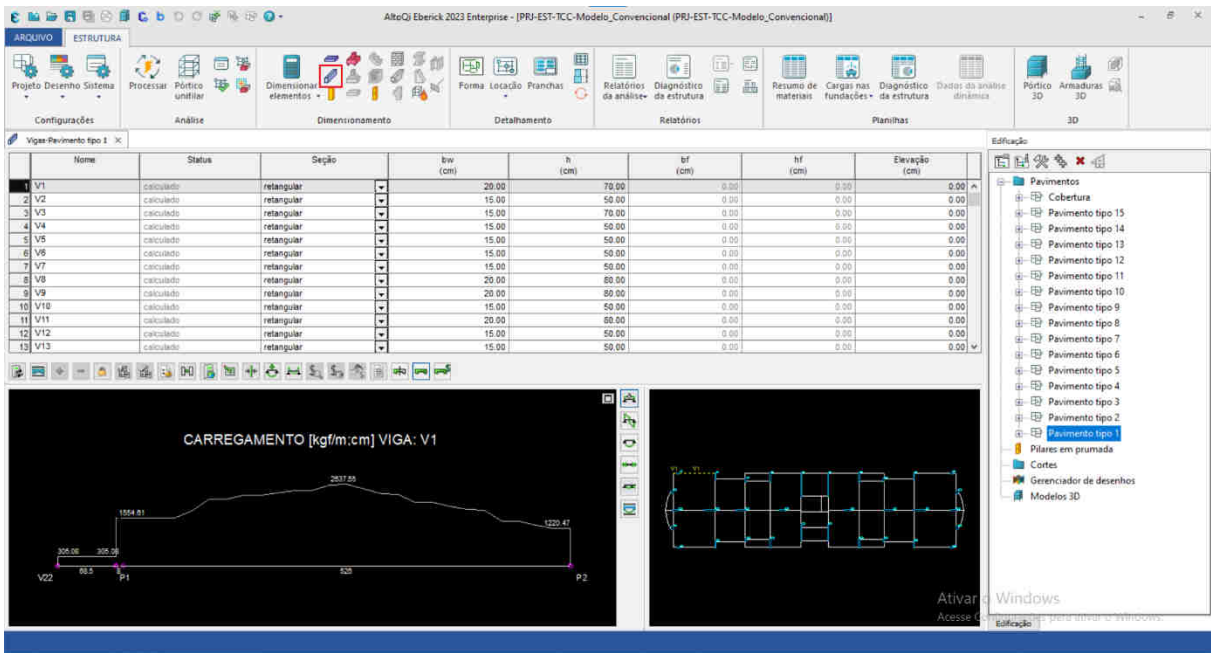 AltoQi Eberick 2023 Enterprise - [PRJ-EST-TCC-Modelo_Convencional (PRJ-EST-TCC-Modelo_Convencional)]
ARQUIVO ESTRUTURA
Projeto Desenho Sistema Processar Pórtico unifilar Dimensionar elementos Forma Locação Pranchas Relatórios da análise Diagnóstico da estrutura Resumo de materiais Cargas nas fundações Diagnóstico da estrutura Dados da análise dinâmica Pórtico 3D Armaduras 3D
Configurações Análise Dimensionamento Detalhamento Relatórios Planilhas 3D
Vigas-Pavimento tipo 1
Nome Status Seção bw (cm) h (cm) bf (cm) hf (cm) Elevação (cm)
1 V1 calculado retangular 20.00 70.00 0.00 0.00 0.00
2 V2 calculado retangular 15.00 50.00 0.00 0.00 0.00
3 V3 calculado retangular 15.00 70.00 0.00 0.00 0.00
4 V4 calculado retangular 15.00 50.00 0.00 0.00 0.00
5 V5 calculado retangular 15.00 50.00 0.00 0.00 0.00
6 V6 calculado retangular 15.00 50.00 0.00 0.00 0.00
7 V7 calculado retangular 15.00 50.00 0.00 0.00 0.00
8 V8 calculado retangular 20.00 80.00 0.00 0.00 0.00
9 V9 calculado retangular 20.00 80.00 0.00 0.00 0.00
10 V10 calculado retangular 15.00 50.00 0.00 0.00 0.00
11 V11 calculado retangular 20.00 60.00 0.00 0.00 0.00
12 V12 calculado retangular 15.00 50.00 0.00 0.00 0.00
13 V13 calculado retangular 15.00 50.00 0.00 0.00 0.00
CARREGAMENTO [kgf/m;cm] VIGA: V1
2637.55
1554.61
1220.47
305.06 305.06
68.5 8 526
V22 P1 P2
V1 V1
Edificação
Pavimentos
Cobertura
Pavimento tipo 15
Pavimento tipo 14
Pavimento tipo 13
Pavimento tipo 12
Pavimento tipo 11
Pavimento tipo 10
Pavimento tipo 9
Pavimento tipo 8
Pavimento tipo 7
Pavimento tipo 6
Pavimento tipo 5
Pavimento tipo 4
Pavimento tipo 3
Pavimento tipo 2
Pavimento tipo 1
Pilares em prumada
Cortes
Gerenciador de desenhos
Modelos 3D
Ativar o Windows
Acesse Configurações para ativar o Windows.
Edificação